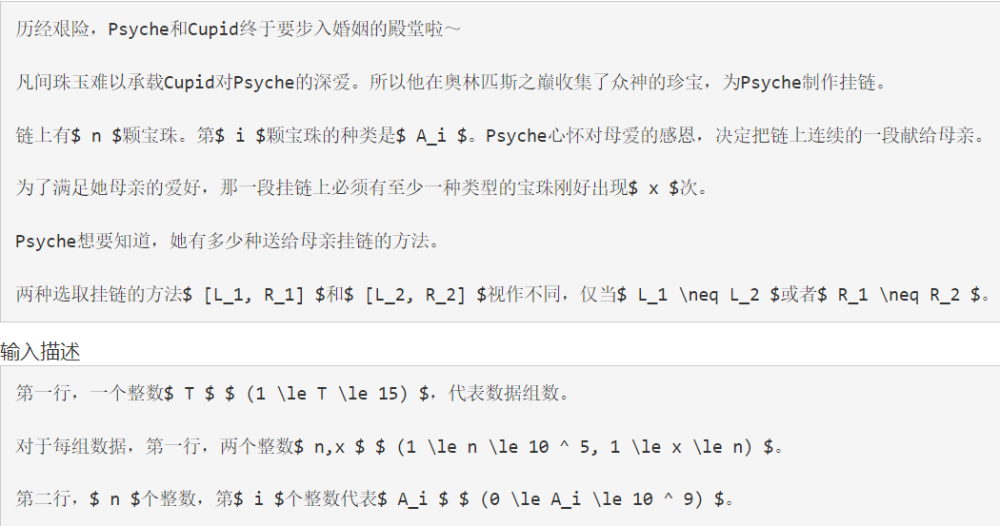 历经艰险，Psyche和Cupid终于要步入婚姻的殿堂啦～
凡间珠玉难以承载Cupid对Psyche的深爱。所以他在奥林匹斯之巅收集了众神的珍宝，为Psyche制作挂链。
链上有$ n $颗宝珠。第$ i $颗宝珠的种类是$ A_i $。Psyche心怀对母爱的感恩，决定把链上连续的一段献给母亲。
为了满足她母亲的爱好，那一段挂链上必须有至少一种类型的宝珠刚好出现$ x $次。
Psyche想要知道，她有多少种送给母亲挂链的方法。
两种选取挂链的方法$ [L_1, R_1] $和$ [L_2, R_2] $视作不同，仅当$ L_1 \neq L_2 $或者$ R_1 \neq R_2 $。
输入描述
第一行，一个整数$ T $ $ (1 \le T \le 15) $，代表数据组数。
对于每组数据，第一行，两个整数$ n,x $ $ (1 \le n \le 10 ^ 5, 1 \le x \le n) $。
第二行，$ n $个整数，第$ i $个整数代表$ A_i $ $ (0 \le A_i \le 10 ^ 9) $。